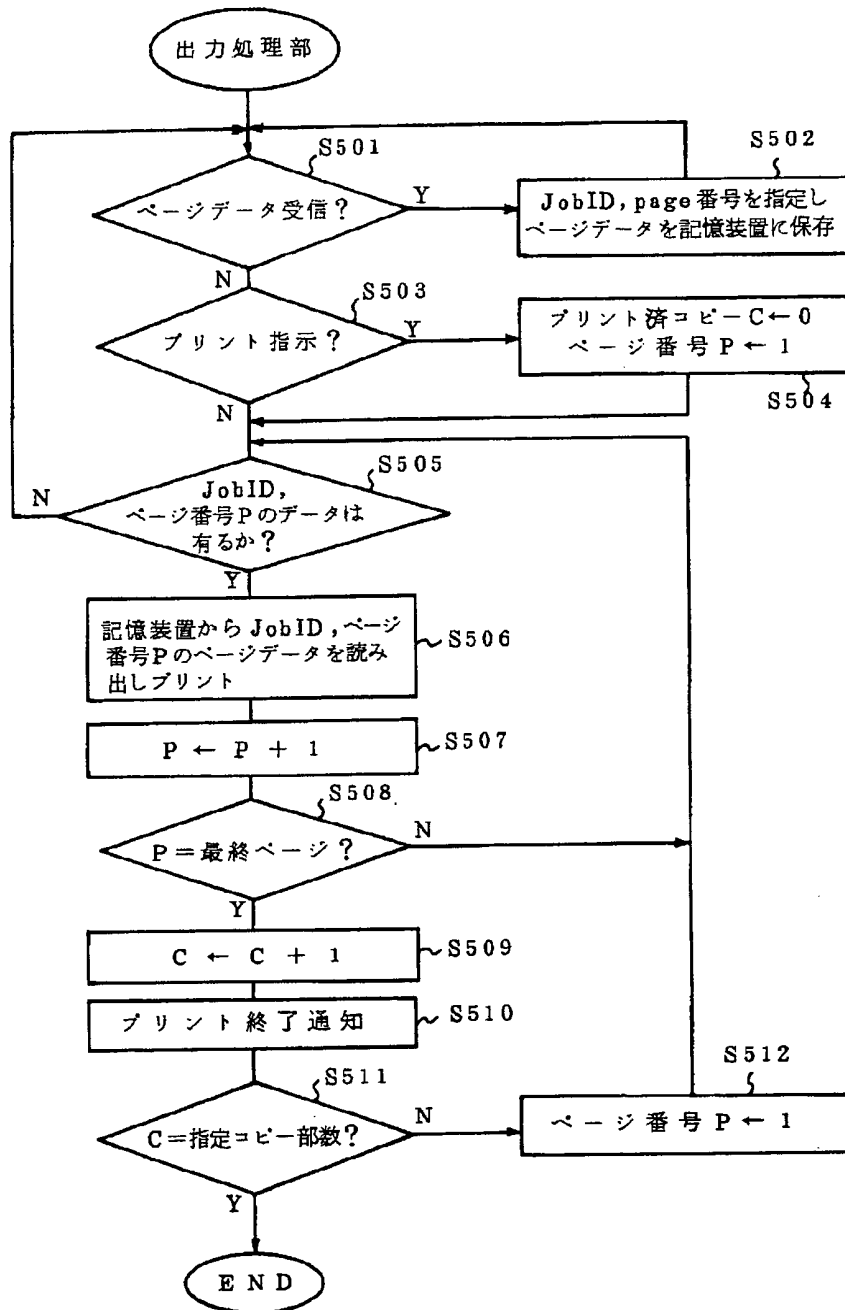 出力処理部
S501
ページデータ受信?
Y
N
S502
JobID,page番号を指定し
ページデータを記憶装置に保存
S503
プリント指示?
Y
N
プリント済コピーC←0
ページ番号P←1
S504
S505
JobID,
ページ番号Pのデータは
有るか?
N
Y
記憶装置からJobID,ページ
番号Pのページデータを読み
出しプリント
S506
P ← P + 1
S507
S508
P=最終ページ?
N
Y
C ← C + 1
S509
プリント終了通知
S510
S511
C=指定コピー部数?
N
Y
S512
ページ番号P←1
END